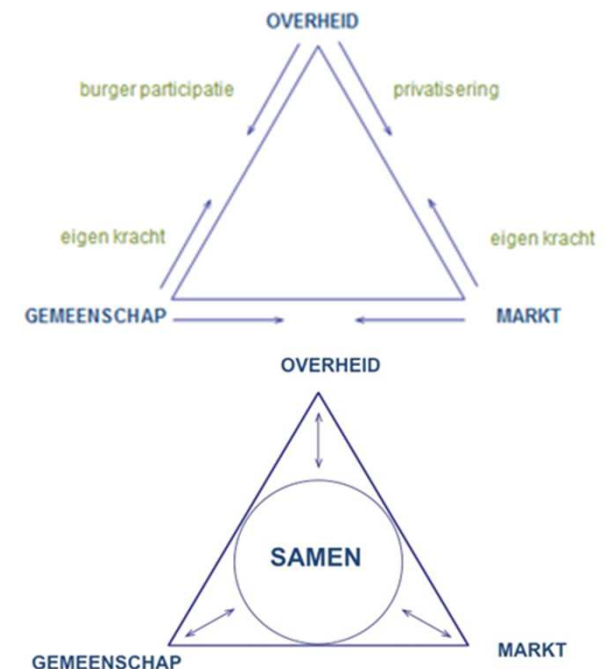 OVERHEID
burger participatie
privatisering
eigen kracht
eigen kracht
GEMEENSCHAP
MARKT
OVERHEID
SAMEN
GEMEENSCHAP
MARKT